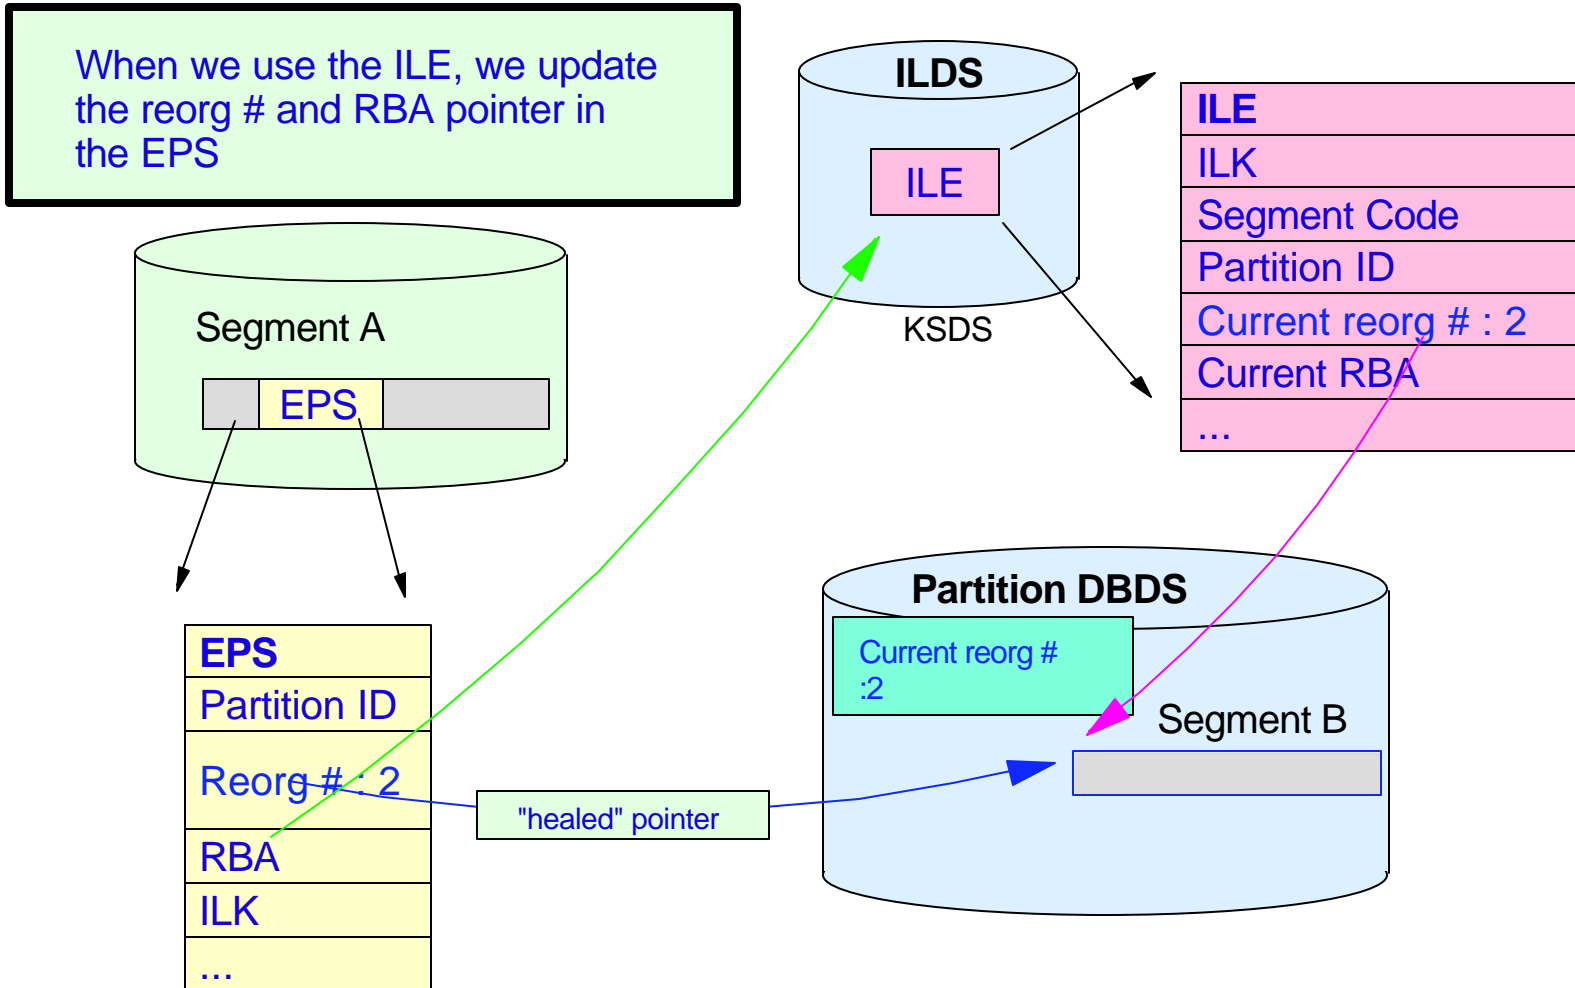 When we use the ILE, we update
the reorg # and RBA pointer in
the EPS
ILDS
ILE
KSDS
ILE
ILK
Segment Code
Partition ID
Current reorg # : 2
Current RBA
...
Segment A
EPS
EPS
Partition ID
Reorg # : 2
RBA
ILK
...
"healed" pointer
Partition DBDS
Current reorg #
:2
Segment B